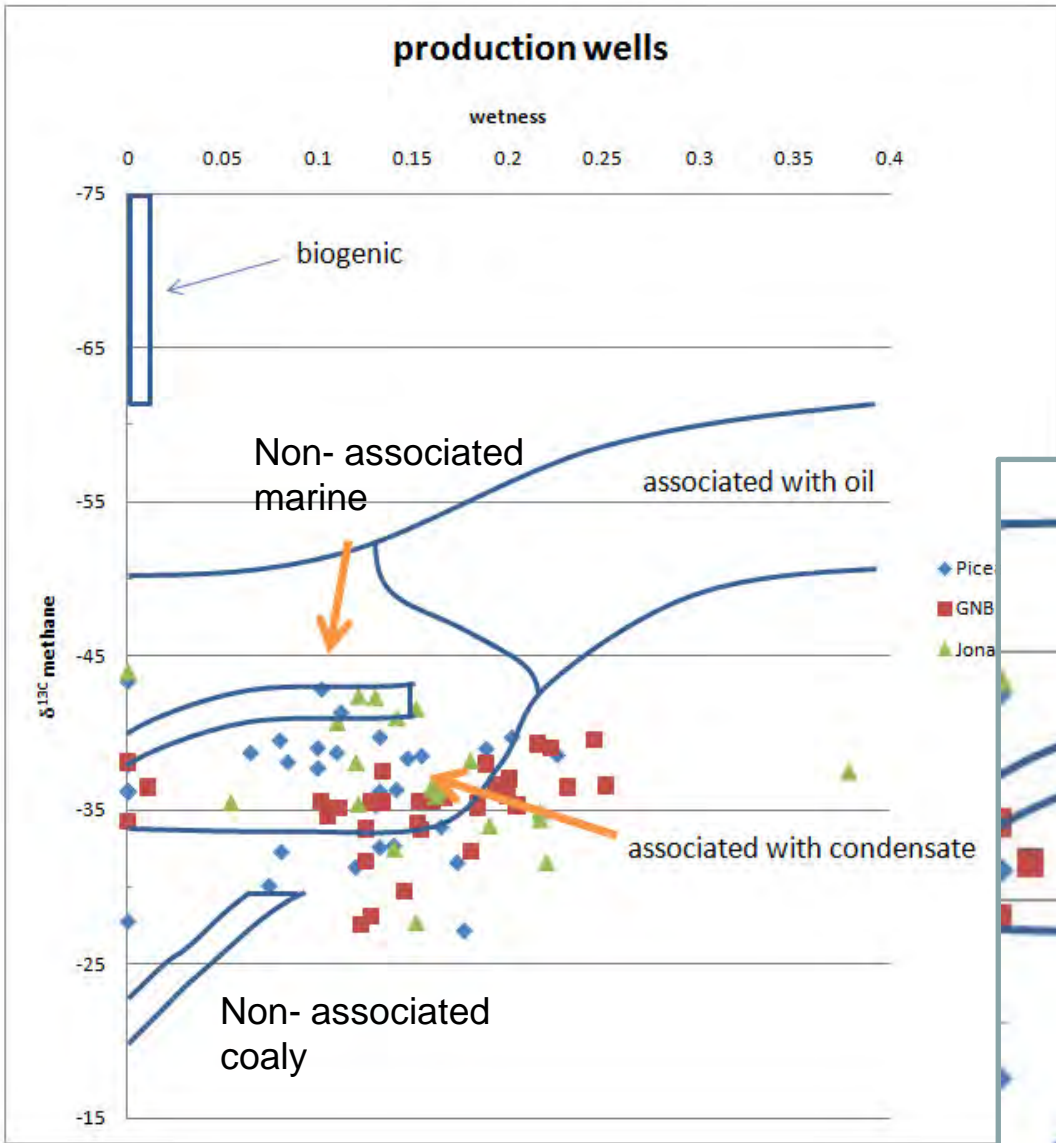 production wells
wetness
0 0.05 0.1 0.15 0.2 0.25 0.3 0.35 0.4
-75
biogenic
-65
Non- associated
marine
-55
associated with oil
Picea
GNB
Jona
-45
δ13C methane
-35
associated with condensate
-25
Non- associated
coaly
-15